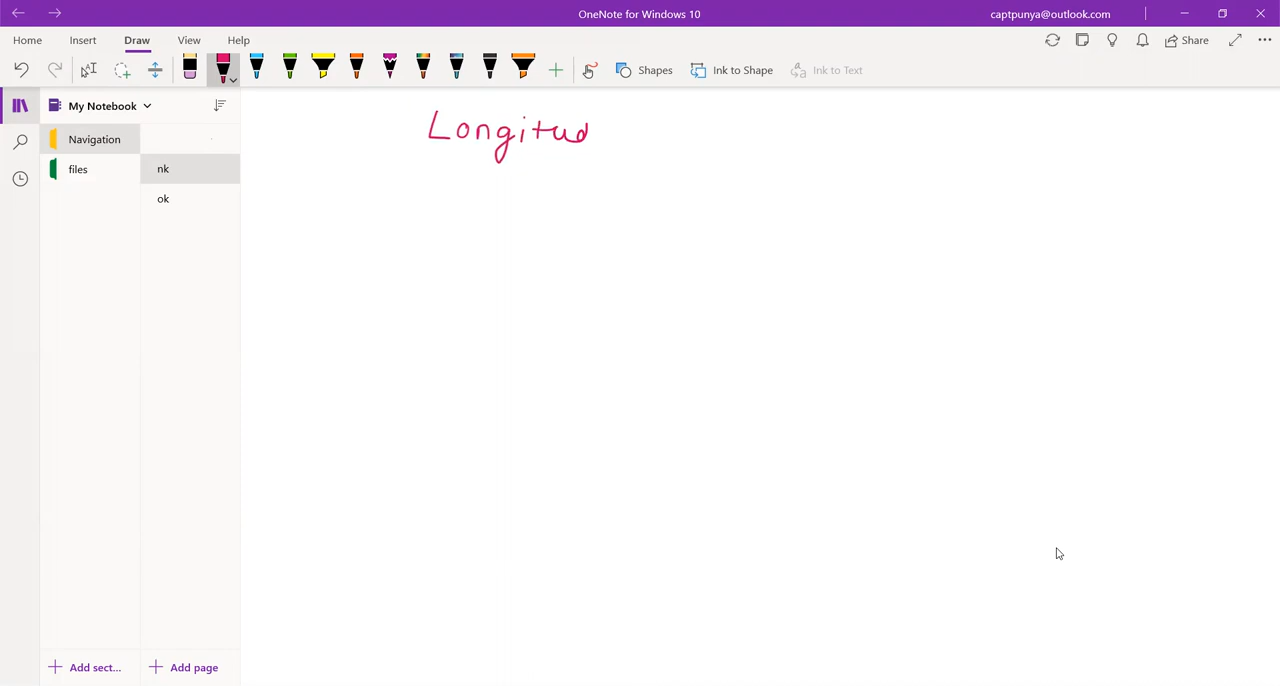 OneNote for Windows 10
captpunya@outlook.com
Home Insert Draw View Help
Share
Shapes Ink to Shape Ink to Text
My Notebook
Navigation
files
nk
ok
Longitud
Add sect... Add page